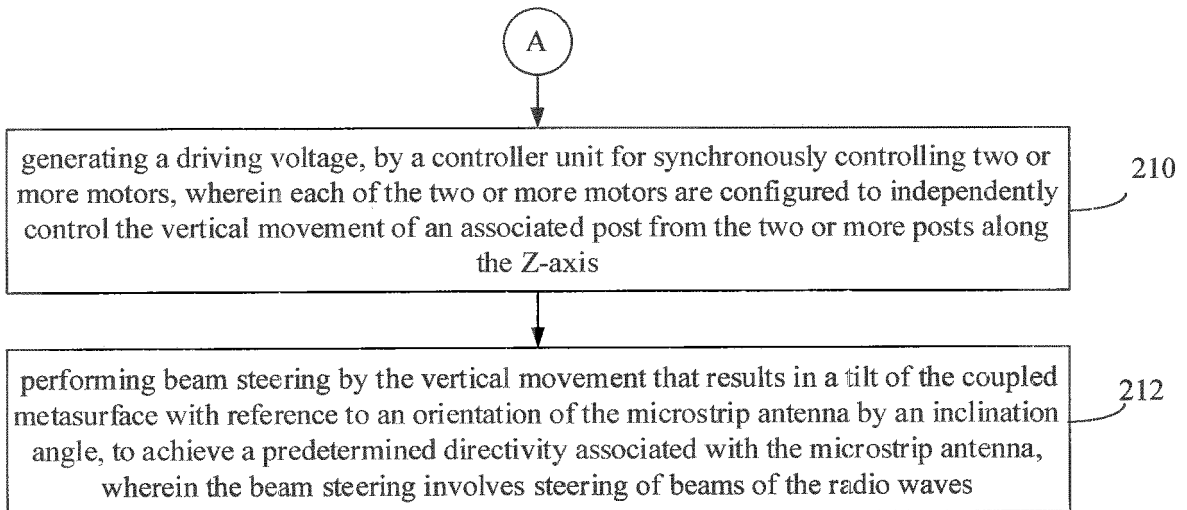 A
generating a driving voltage, by a controller unit for synchronously controlling two or
more motors, wherein each of the two or more motors are configured to independently
control the vertical movement of an associated post from the two or more posts along
the Z-axis
210
performing beam steering by the vertical movement that results in a tilt of the coupled
metasurface with reference to an orientation of the microstrip antenna by an inclination
angle, to achieve a predetermined directivity associated with the microstrip antenna,
wherein the beam steering involves steering of beams of the radio waves
212